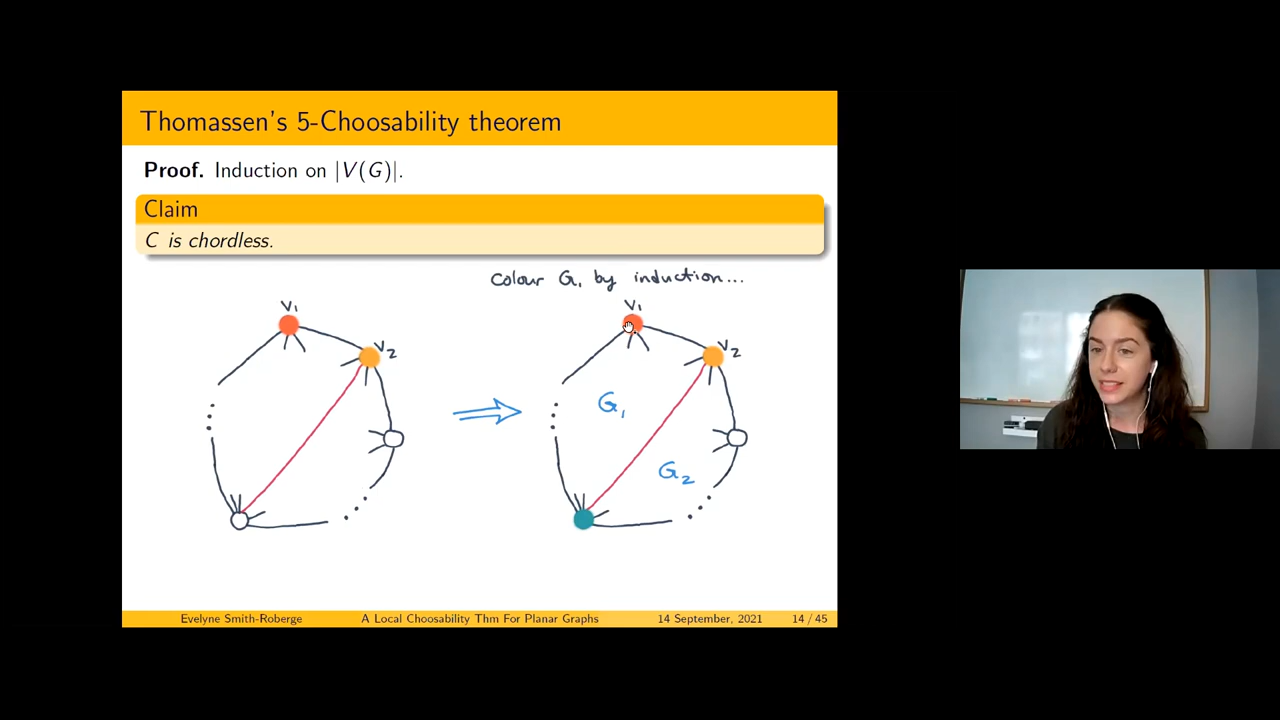 Thomassen's 5-Choosability theorem
Proof. Induction on |V(G)|.
Claim
C is chordless.
Colour G₁ by induction...
V₁
V₂
V₁
V₂
G₁
G₂
Evelyne Smith-Roberge A Local Choosability Thm For Planar Graphs 14 September, 2021 14 / 45